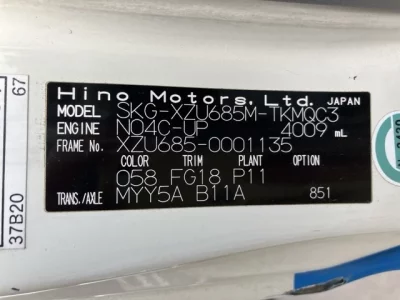 Hino Motors, Ltd. JAPAN
MODEL SKG-XZU685M-TKMQC3
ENGINE N04C-UP 4009 mL
FRAME No. XZU685-0001135
COLOR TRIM PLANT OPTION
058 FG18 P11
TRANS./AXLE MYY5A B11A 851
37B20
67